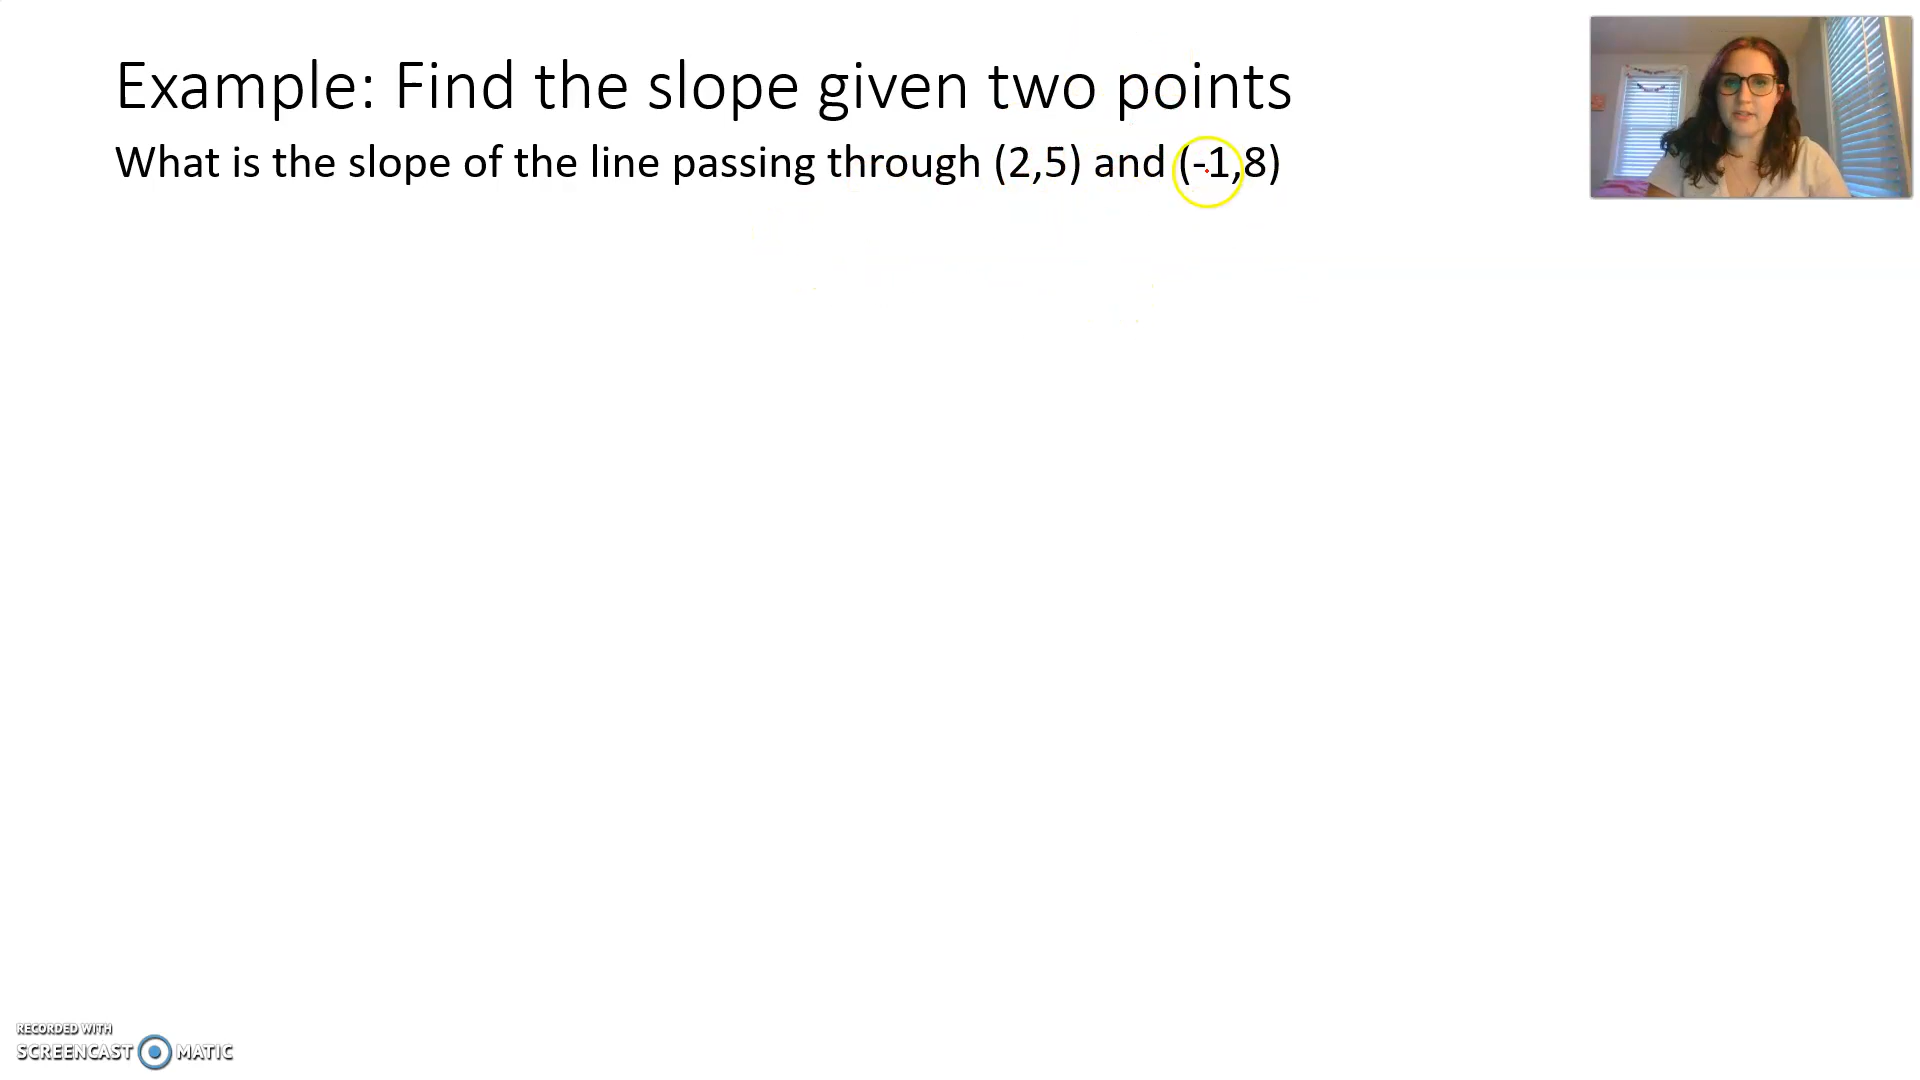 Example: Find the slope given two points
What is the slope of the line passing through (2,5) and (-1,8)
RECORDED WITH
SCREENCAST MATIC